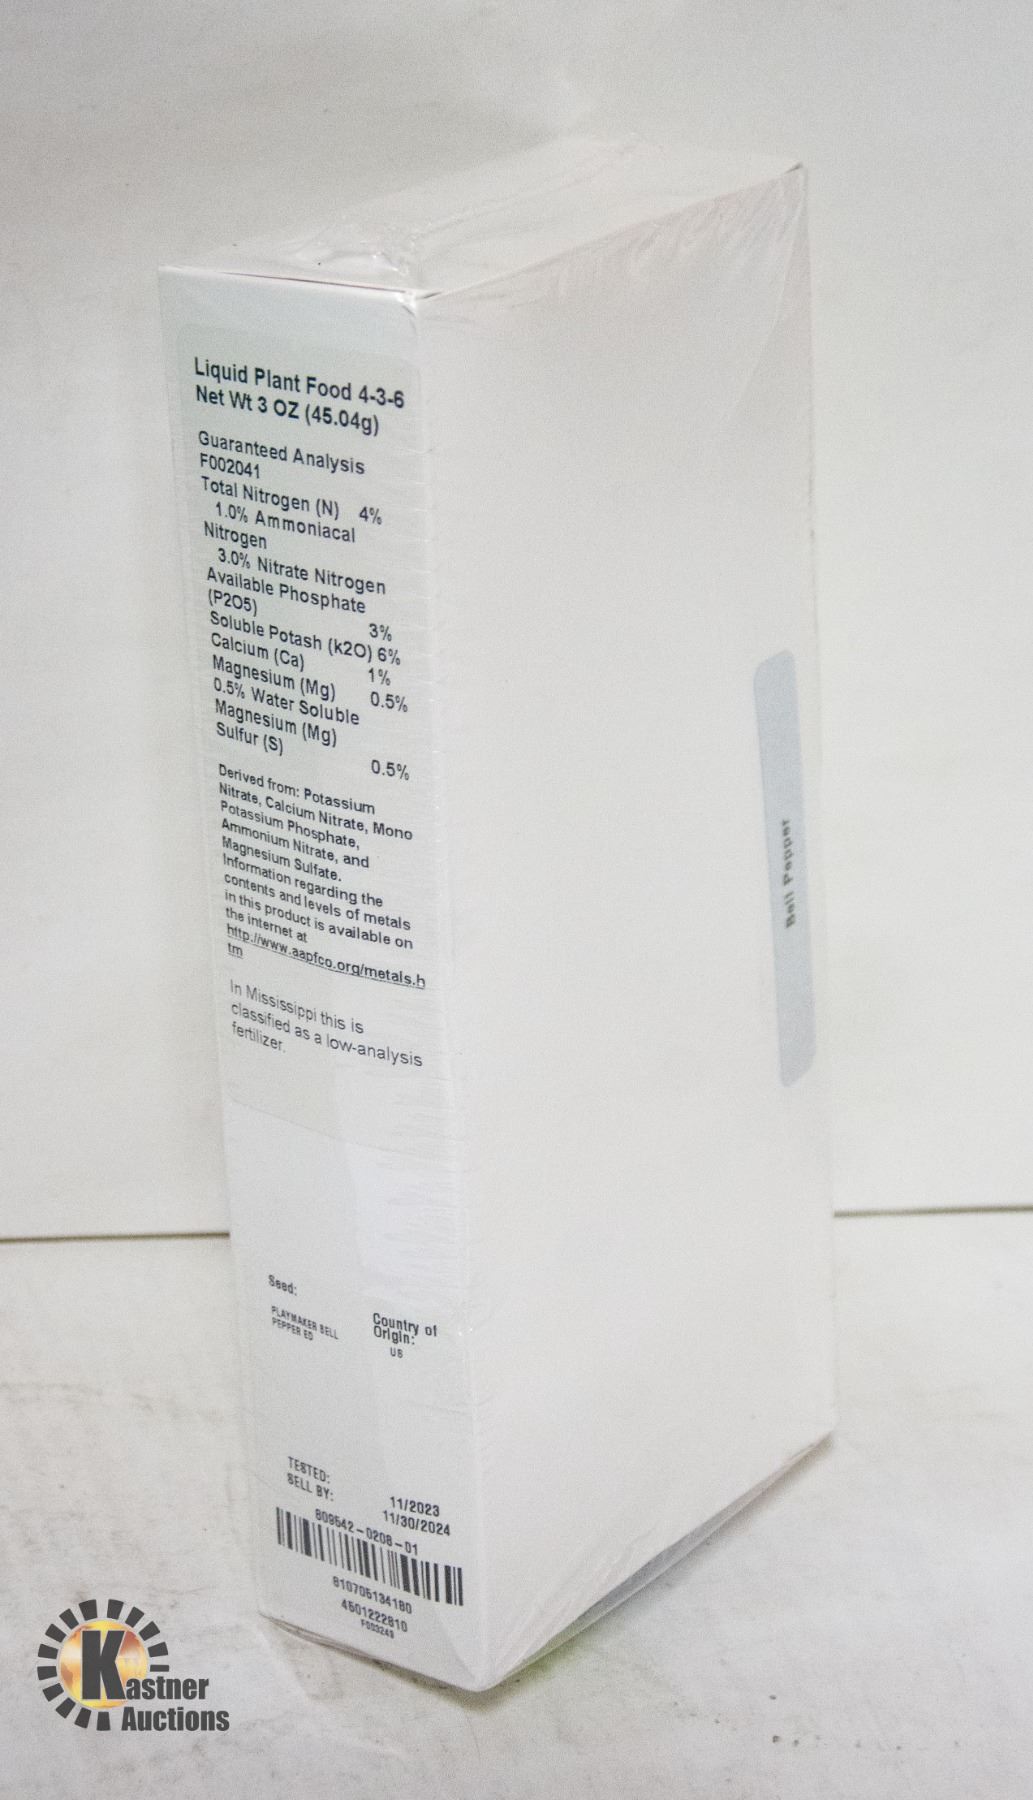 Liquid Plant Food 4-3-6
Net Wt 3 OZ (45.04g)
Guaranteed Analysis
F002041
Total Nitrogen (N) 4%
1.0% Ammoniacal
Nitrogen
3.0% Nitrate Nitrogen
Available Phosphate
(P2O5) 3%
Soluble Potash (k2O) 6%
Calcium (Ca) 1%
Magnesium (Mg) 0.5%
0.5% Water Soluble
Magnesium (Mg)
Sulfur (S) 0.5%
Derived from: Potassium
Nitrate, Calcium Nitrate, Mono
Potassium Phosphate,
Ammonium Nitrate, and
Magnesium Sulfate.
Information regarding the
contents and levels of metals
in this product is available on
the internet at
http://www.aapfco.org/metals.h
tm
In Mississippi this is
classified as a low-analysis
fertilizer.
Seed:
PLAYMAKER BELL
PEPPER ED
Country of
Origin:
US
TESTED: 11/2023
SELL BY: 11/30/2024
809542-0208-01
810705134180
4501222810
F003249
Bell Pepper
Kastner
Auctions